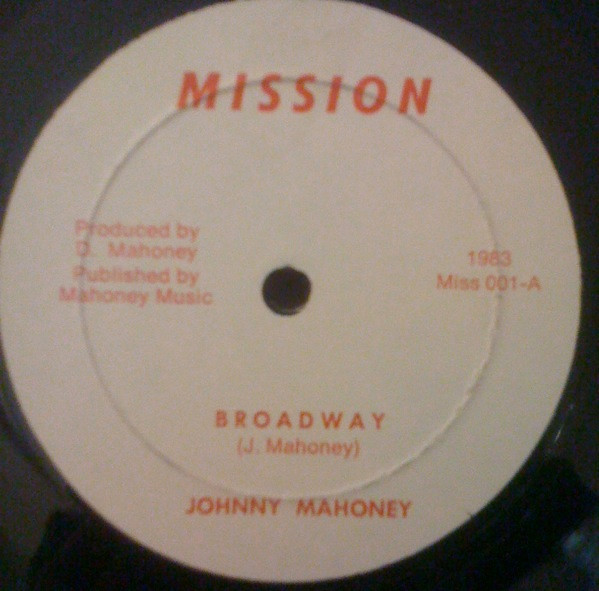 MISSION
Produced by
D. Mahoney
Published by
Mahoney Music
1983
Miss 001-A
BROADWAY
(J. Mahoney)
JOHNNY MAHONEY